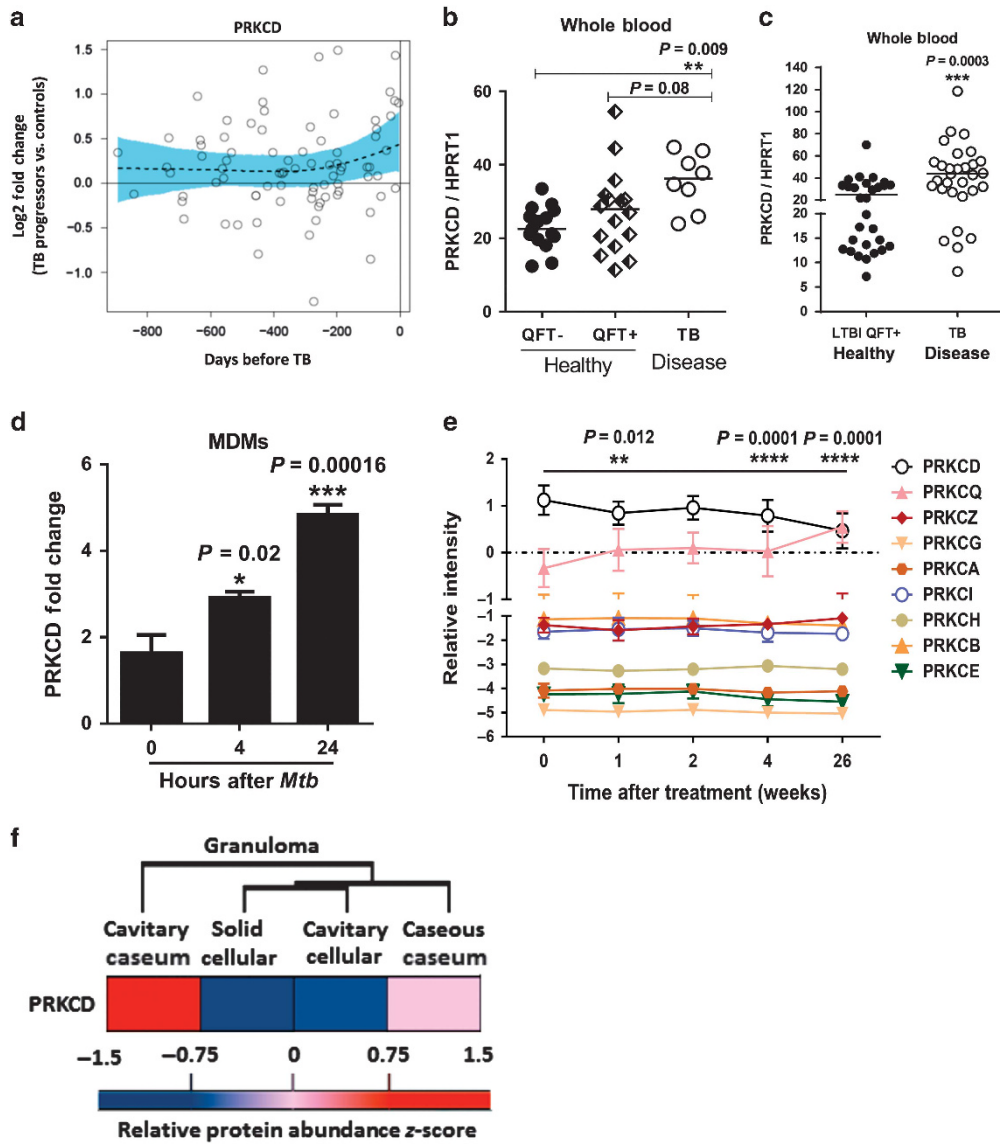 a
PRKCD
Log2 fold change
(TB progressors vs. controls)
1.5
1.0
0.5
0.0
−0.5
−1.0
−800
−600
−400
−200
0
Days before TB
b
Whole blood
P = 0.009
**
P = 0.08
PRKCD / HPRT1
60
40
20
0
QFT-
QFT+
TB
Healthy
Disease
c
Whole blood
P = 0.0003
***
PRKCD / HPRT1
140
120
100
80
60
40
20
20
15
10
5
0
LTBI QFT+
TB
Healthy
Disease
d
MDMs
P = 0.00016
***
P = 0.02
*
PRKCD fold change
6
4
2
0
0
4
24
Hours after Mtb
e
P = 0.012
P = 0.0001
P = 0.0001
**
****
****
Relative intensity
2
1
0
−1
−1
−2
−3
−4
−5
−6
0
1
2
4
26
Time after treatment (weeks)
PRKCD
PRKCQ
PRKCZ
PRKCG
PRKCA
PRKCI
PRKCH
PRKCB
PRKCE
f
Granuloma
Cavitary caseum
Solid cellular
Cavitary cellular
Caseous caseum
PRKCD
−1.5
−0.75
0
0.75
1.5
Relative protein abundance z-score